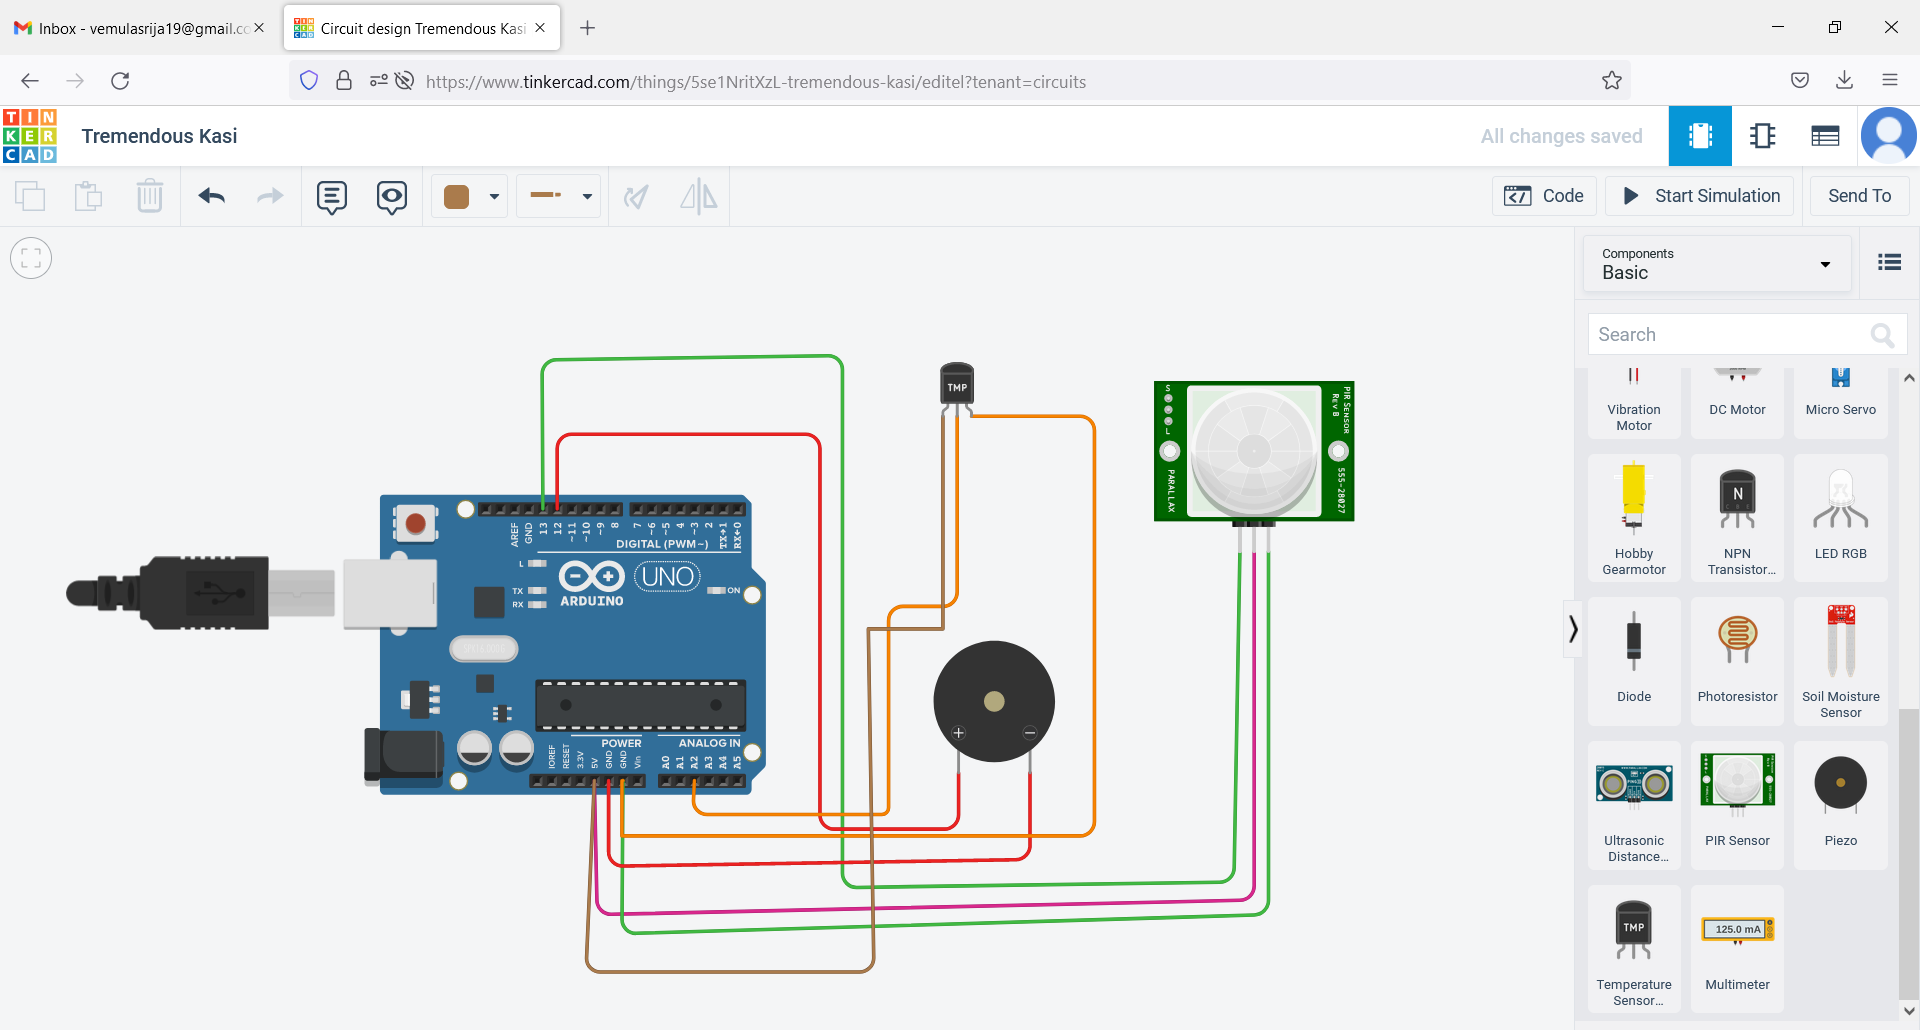 Inbox - vemulasrija19@gmail.co
Circuit design Tremendous Kasi
https://www.tinkercad.com/things/5se1NritXzL-tremendous-kasi/editel?tenant=circuits
TIN
KER
CAD
Tremendous Kasi
All changes saved
Code
Start Simulation
Send To
Components
Basic
Search
Vibration
Motor
DC Motor
Micro Servo
Hobby
Gearmotor
N
NPN
Transistor...
LED RGB
Diode
Photoresistor
Soil Moisture
Sensor
Ultrasonic
Distance...
PIR Sensor
Piezo
TMP
Temperature
Sensor...
125.0 mA
Multimeter
TMP
S
L
PARALLAX
PIR SENSOR
REV B
555-28027
AREF
GND
13
12
~11
~10
~9
8
7
~6
~5
4
~3
2
TX→1
RX←0
DIGITAL (PWM~)
L
TX
RX
ARDUINO
UNO
ON
POWER
ANALOG IN
IOREF
RESET
3.3V
5V
GND
GND
Vin
A0
A1
A2
A3
A4
A5
+
−